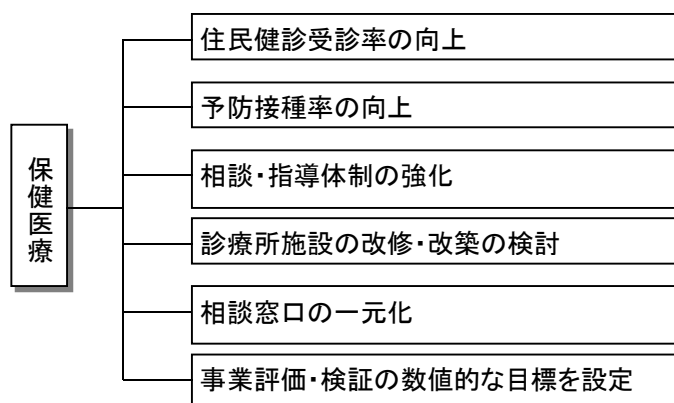 保健医療
住民健診受診率の向上
予防接種率の向上
相談・指導体制の強化
診療所施設の改修・改築の検討
相談窓口の一元化
事業評価・検証の数値的な目標を設定